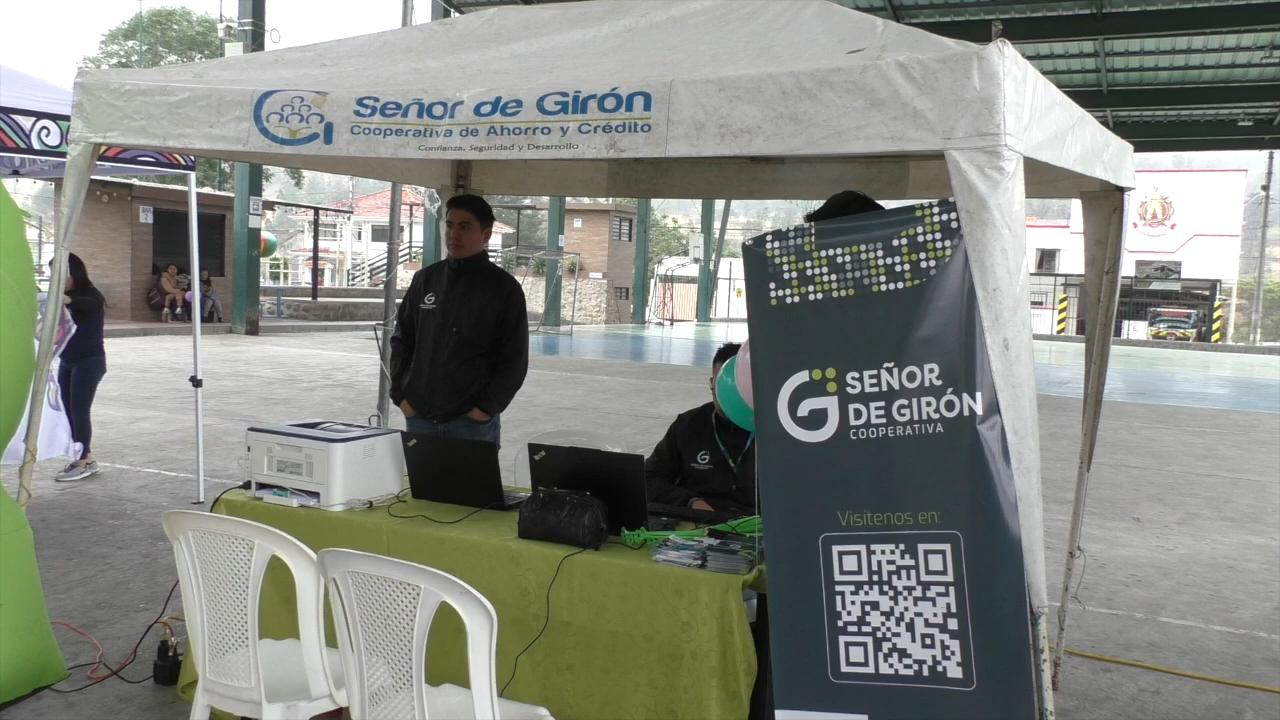 Señor de Girón
Cooperativa de Ahorro y Crédito
Confianza, Seguridad y Desarrollo
SEÑOR
DE GIRÓN
COOPERATIVA
Visítenos en: